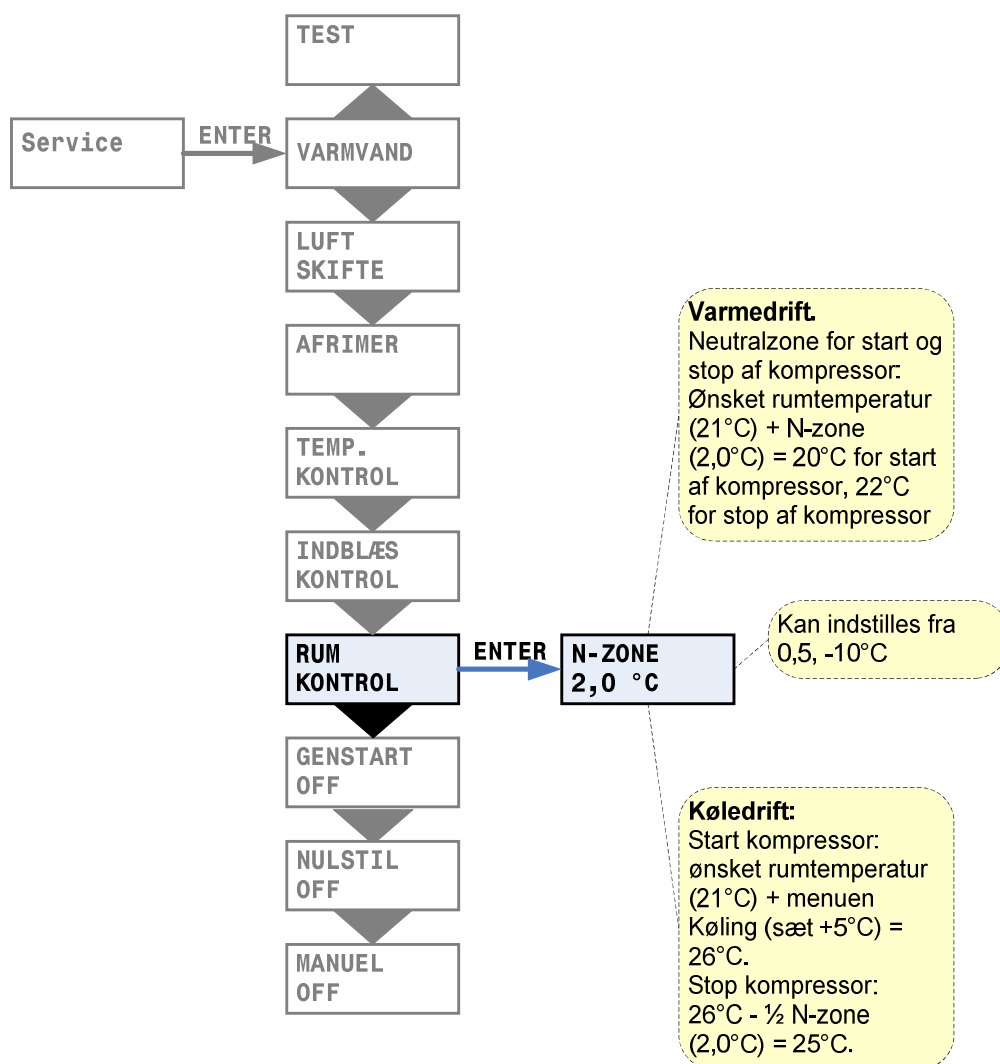 TEST
Service
ENTER
VARMVAND
LUFT
SKIFTE
AFRIMER
TEMP.
KONTROL
INDBLÆS
KONTROL
RUM
KONTROL
ENTER
N-ZONE
2,0 °C
Varmedrift.
Neutralzone for start og
stop af kompressor:
Ønsket rumtemperatur
(21°C) + N-zone
(2,0°C) = 20°C for start
af kompressor, 22°C
for stop af kompressor
Kan indstilles fra
0,5, -10°C
GENSTART
OFF
NULSTIL
OFF
MANUEL
OFF
Køledrift:
Start kompressor:
ønsket rumtemperatur
(21°C) + menuen
Køling (sæt +5°C) =
26°C.
Stop kompressor:
26°C - ½ N-zone
(2,0°C) = 25°C.